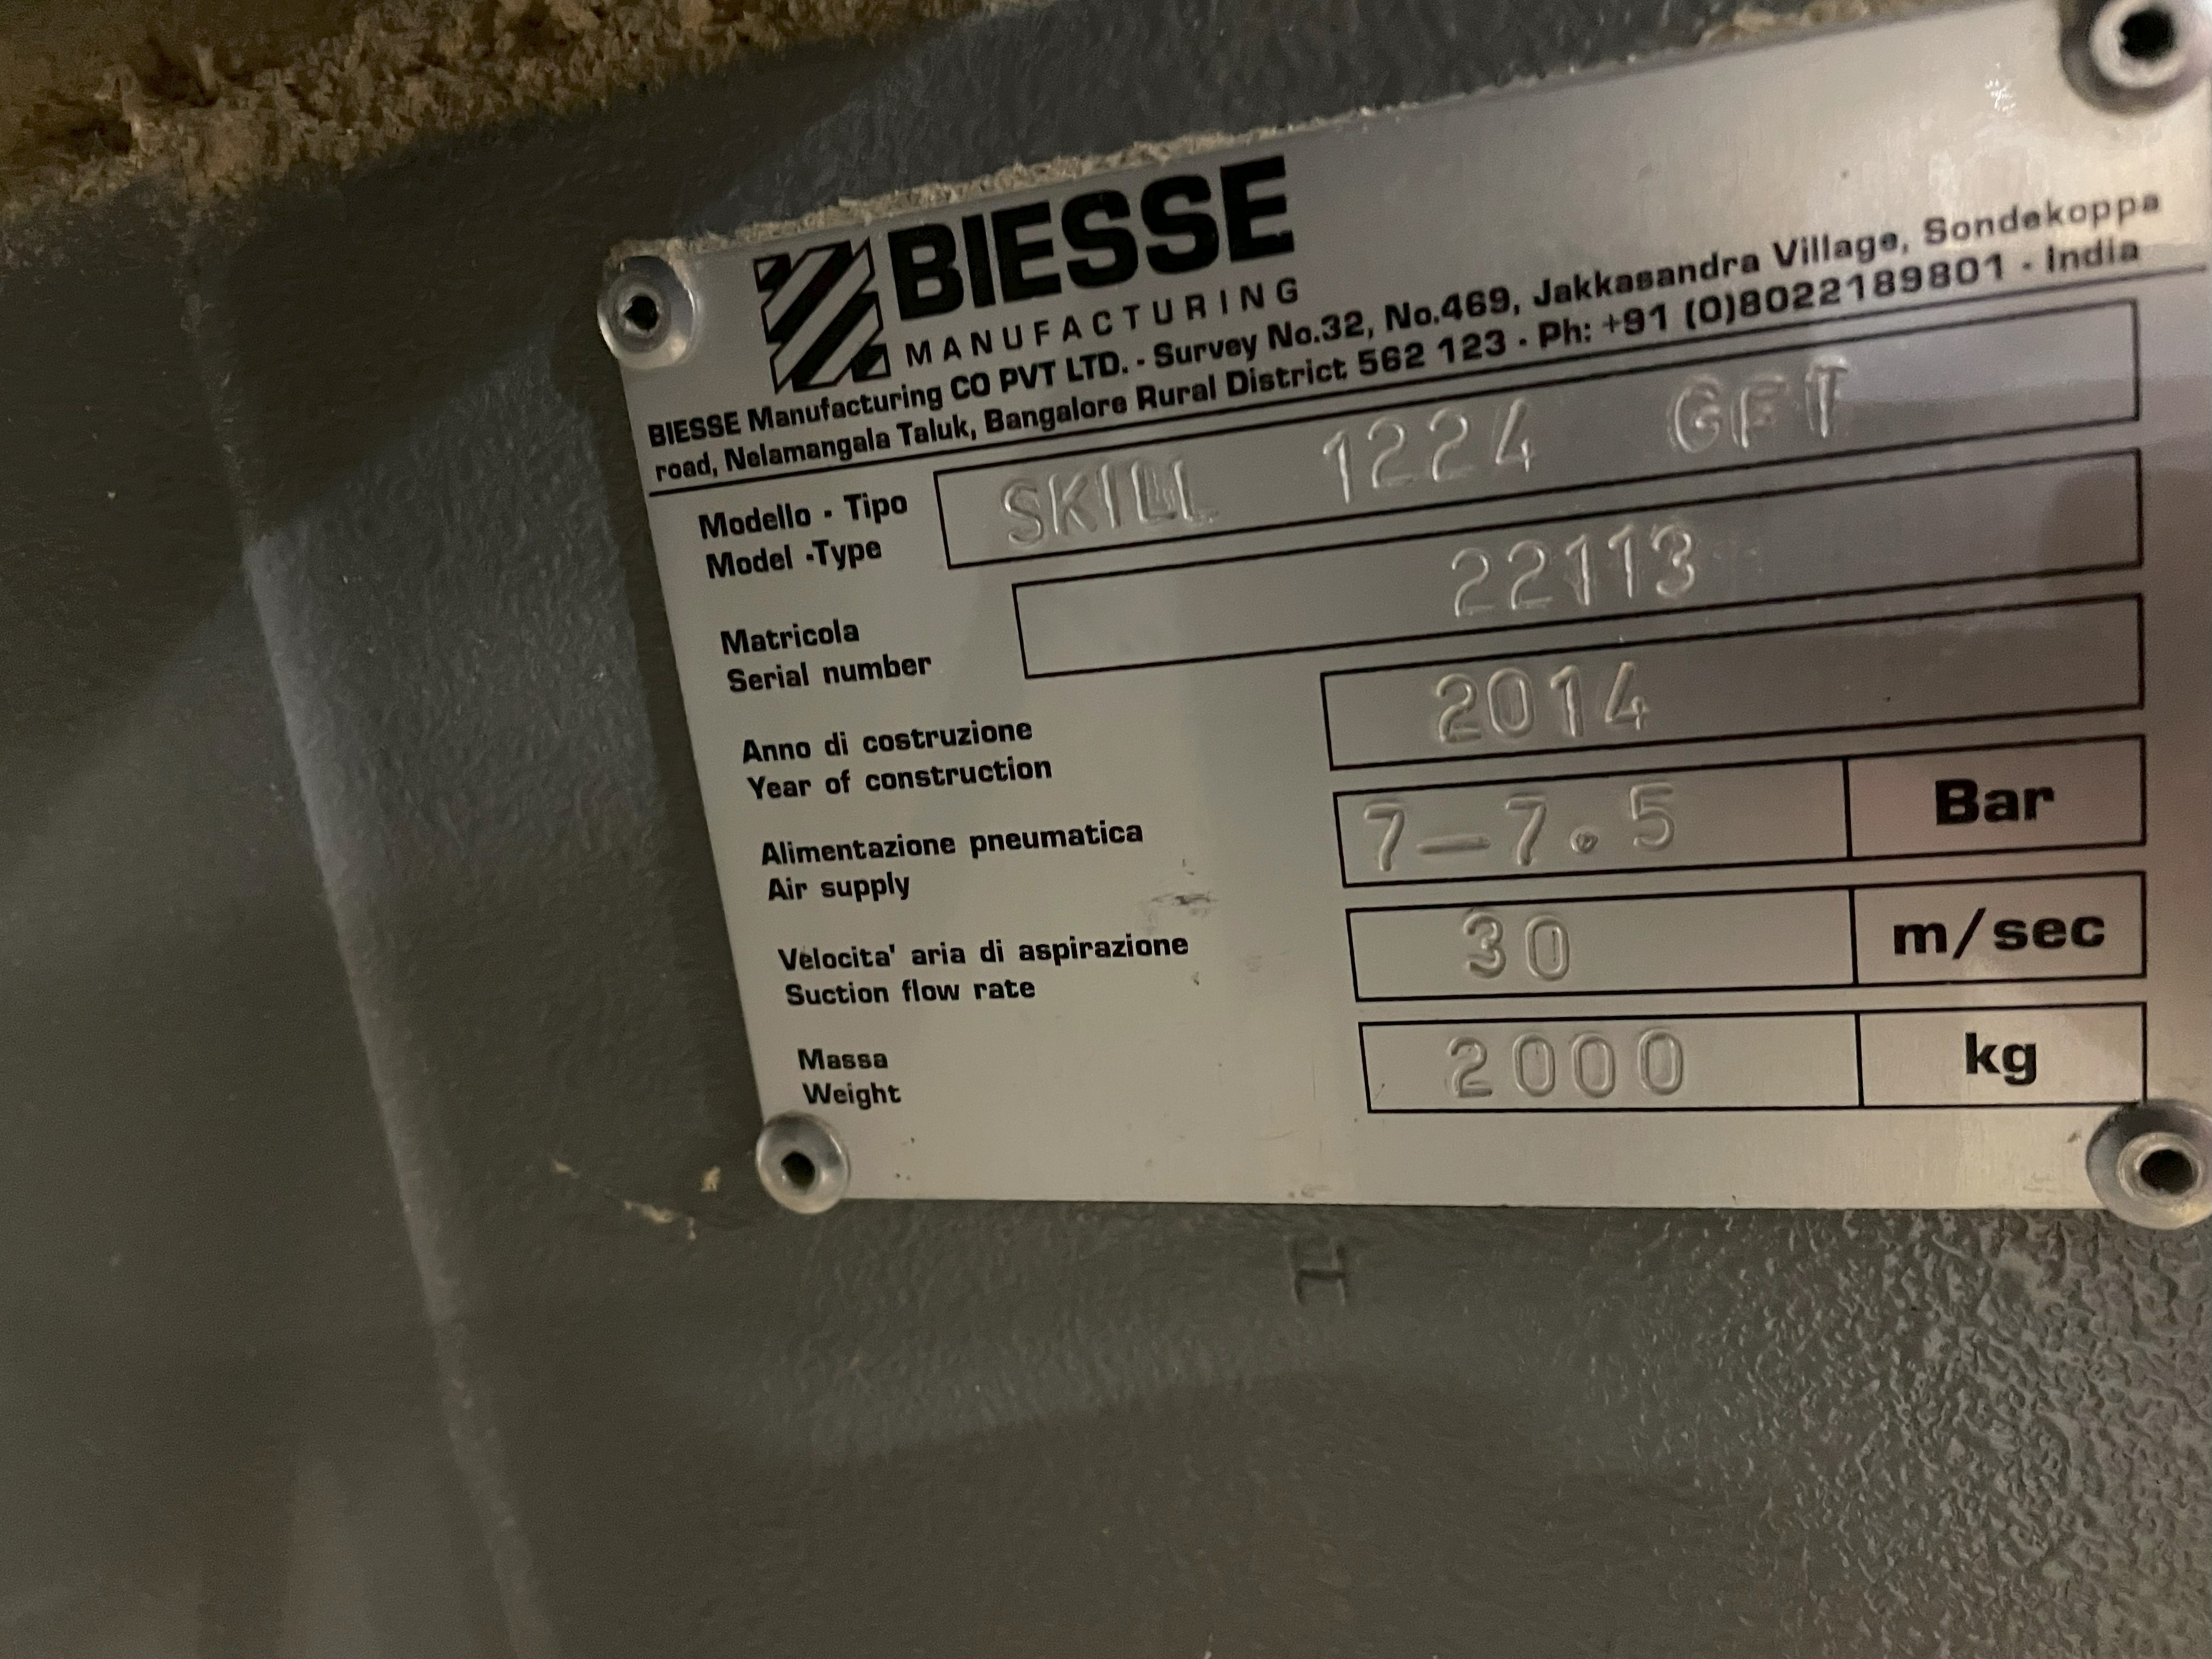 BIESSE
MANUFACTURING
BIESSE Manufacturing CO PVT LTD. - Survey No.32, No.469, Jakkasandra Village, Sondekoppa
road, Nelamangala Taluk, Bangalore Rural District 562 123 - Ph: +91 (0)8022189801 - India
Modello - Tipo
Model -Type
SKILL 1224 GFT
Matricola
Serial number
22113
Anno di costruzione
Year of construction
2014
Alimentazione pneumatica
Air supply
7-7.5 Bar
Velocita' aria di aspirazione
Suction flow rate
30 m/sec
Massa
Weight
2000 kg